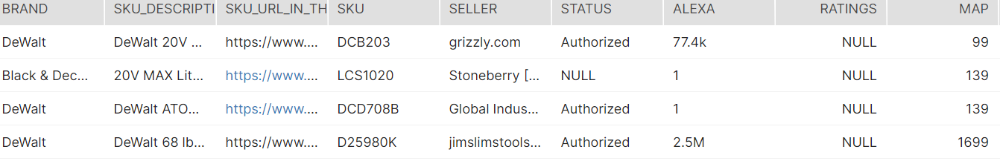 BRAND SKU_DESCRIPTI SKU_URL_IN_TH SKU SELLER STATUS ALEXA RATINGS MAP
DeWalt DeWalt 20V ... https://www.... DCB203 grizzly.com Authorized 77.4k NULL 99
Black & Dec... 20V MAX Lit... https://www.... LCS1020 Stoneberry [... NULL 1 NULL 139
DeWalt DeWalt ATO... https://www.... DCD708B Global Indus... Authorized 1 NULL 139
DeWalt DeWalt 68 lb... https://www.... D25980K jimslimstools... Authorized 2.5M NULL 1699